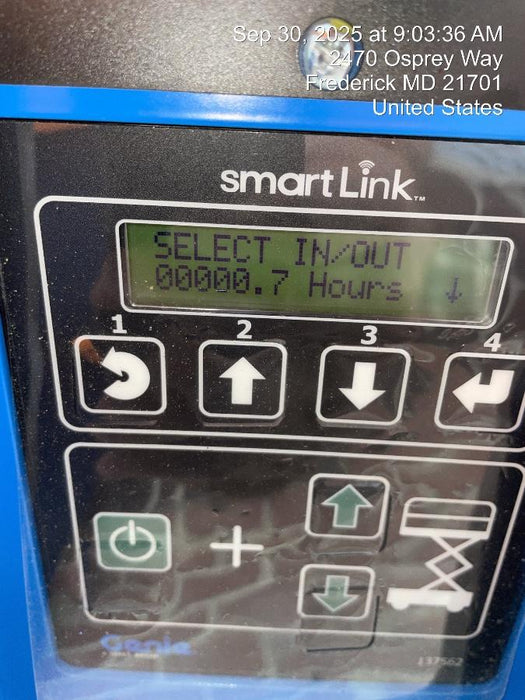 Sep 30, 2025 at 9:03:36 AM
2470 Osprey Way
Frederick MD 21701
United States
smartLink™
SELECT IN/OUT
00000.7 Hours ↓
1 2 3 4
+
Genie
137562